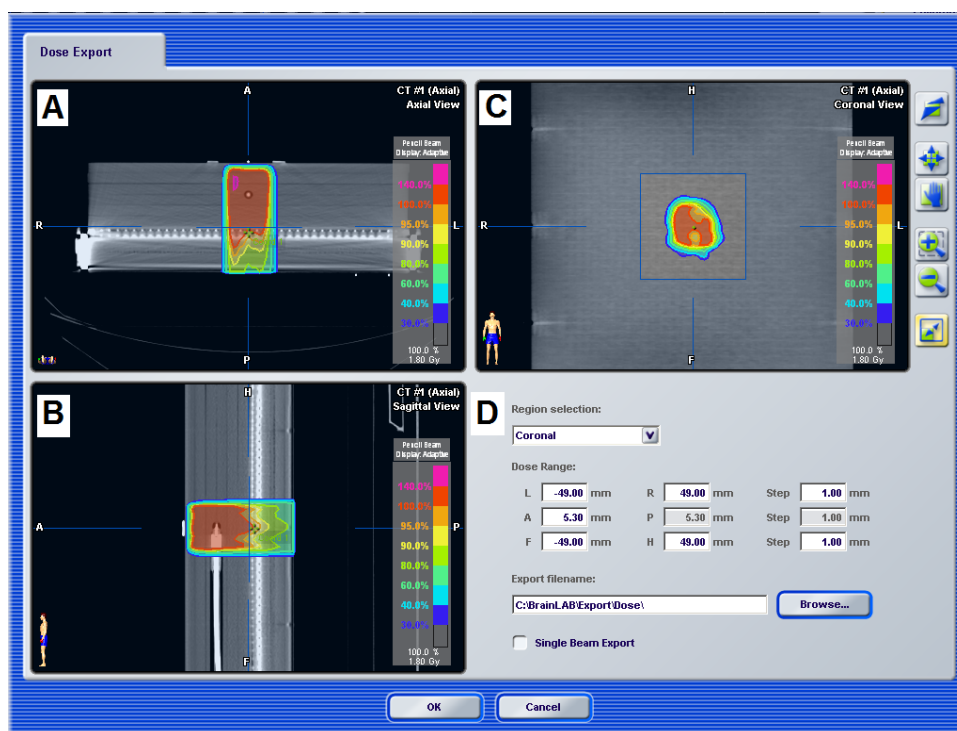 Dose Export
A
A
CT #1 (Axial)
Axial View
Pencil Beam
Display: Adaptive
140.0%
100.0%
95.0%
90.0%
80.0%
60.0%
40.0%
30.0%
100.0 %
1.80 Gy
R
L
P
C
H
CT #1 (Axial)
Coronal View
Pencil Beam
Display: Adaptive
140.0%
100.0%
95.0%
90.0%
80.0%
60.0%
40.0%
30.0%
100.0 %
1.80 Gy
R
L
F
B
H
CT #1 (Axial)
Sagittal View
Pencil Beam
Display: Adaptive
140.0%
100.0%
95.0%
90.0%
80.0%
60.0%
40.0%
30.0%
100.0 %
1.80 Gy
A
P
F
D
Region selection:
Coronal
Dose Range:
L -49.00 mm R 49.00 mm Step 1.00 mm
A 5.30 mm P 5.30 mm Step 1.00 mm
F -49.00 mm H 49.00 mm Step 1.00 mm
Export filename:
C:\BrainLAB\Export\Dose\ Browse...
Single Beam Export
OK Cancel